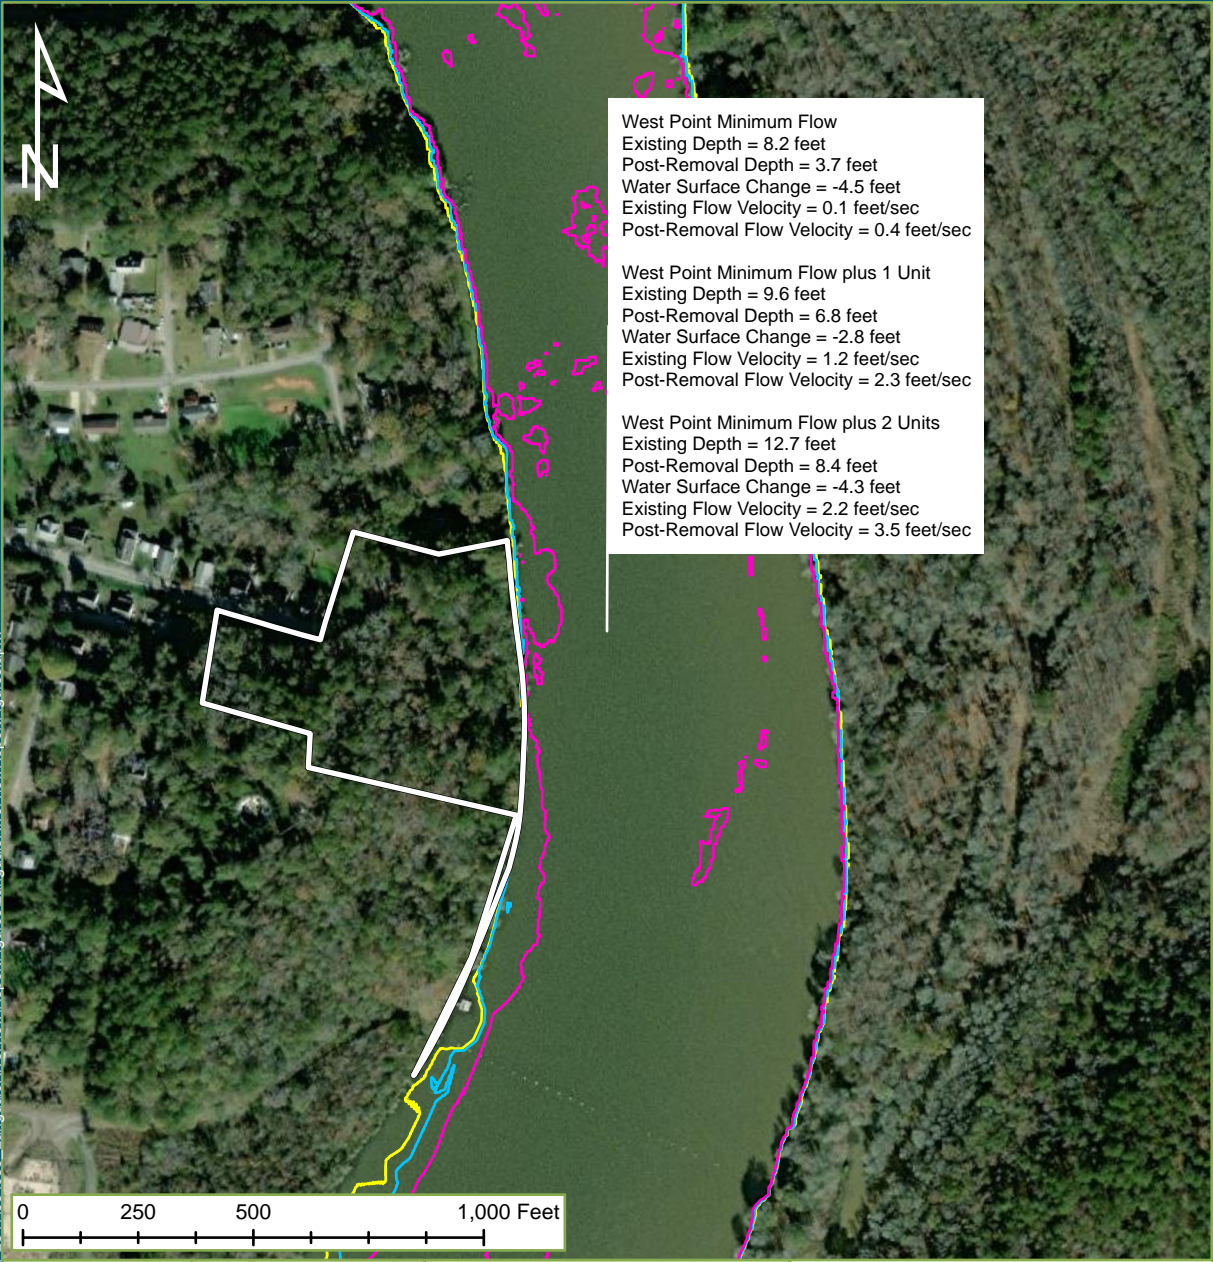 N
West Point Minimum Flow
Existing Depth = 8.2 feet
Post-Removal Depth = 3.7 feet
Water Surface Change = -4.5 feet
Existing Flow Velocity = 0.1 feet/sec
Post-Removal Flow Velocity = 0.4 feet/sec
West Point Minimum Flow plus 1 Unit
Existing Depth = 9.6 feet
Post-Removal Depth = 6.8 feet
Water Surface Change = -2.8 feet
Existing Flow Velocity = 1.2 feet/sec
Post-Removal Flow Velocity = 2.3 feet/sec
West Point Minimum Flow plus 2 Units
Existing Depth = 12.7 feet
Post-Removal Depth = 8.4 feet
Water Surface Change = -4.3 feet
Existing Flow Velocity = 2.2 feet/sec
Post-Removal Flow Velocity = 3.5 feet/sec
0 250 500 1,000 Feet